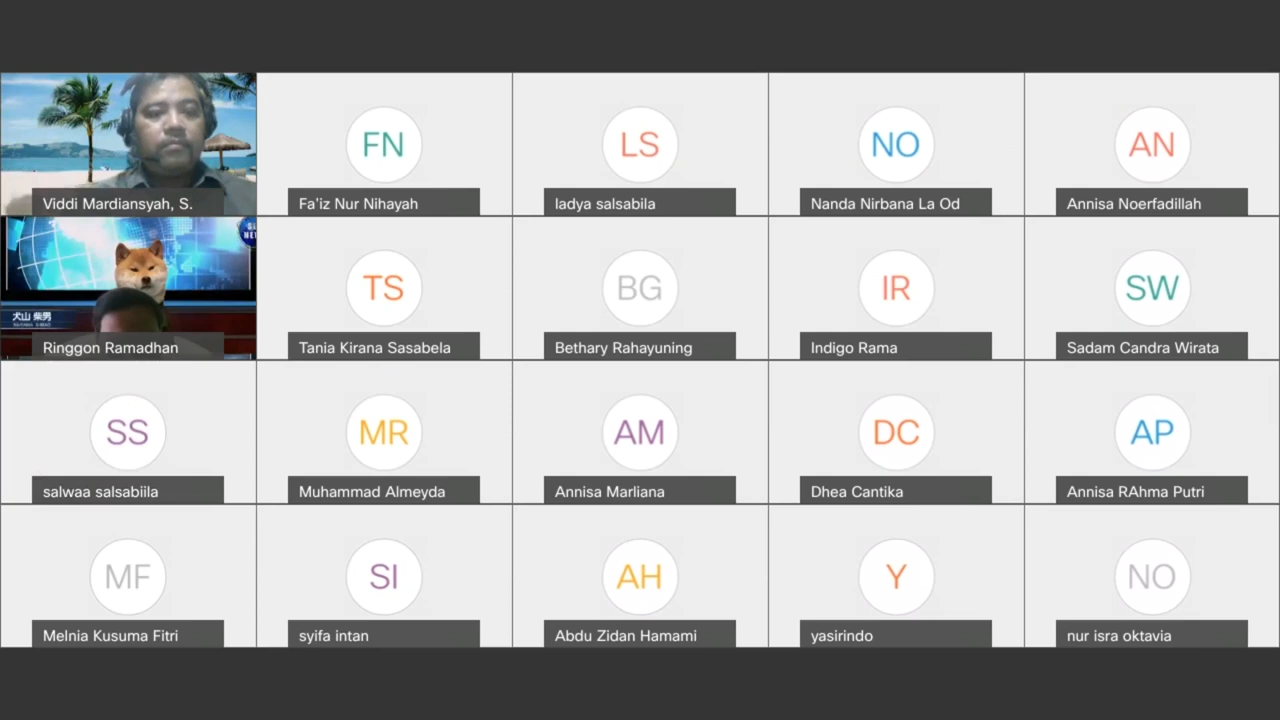 Viddi Mardiansyah, S.
FN
Fa'iz Nur Nihayah
LS
ladya salsabila
NO
Nanda Nirbana La Od
AN
Annisa Noerfadillah
犬山 柴男
Ringgon Ramadhan
TS
Tania Kirana Sasabela
BG
Bethary Rahayuning
IR
Indigo Rama
SW
Sadam Candra Wirata
SS
salwaa salsabiila
MR
Muhammad Almeyda
AM
Annisa Marliana
DC
Dhea Cantika
AP
Annisa RAhma Putri
MF
Melnia Kusuma Fitri
SI
syifa intan
AH
Abdu Zidan Hamami
Y
yasirindo
NO
nur isra oktavia